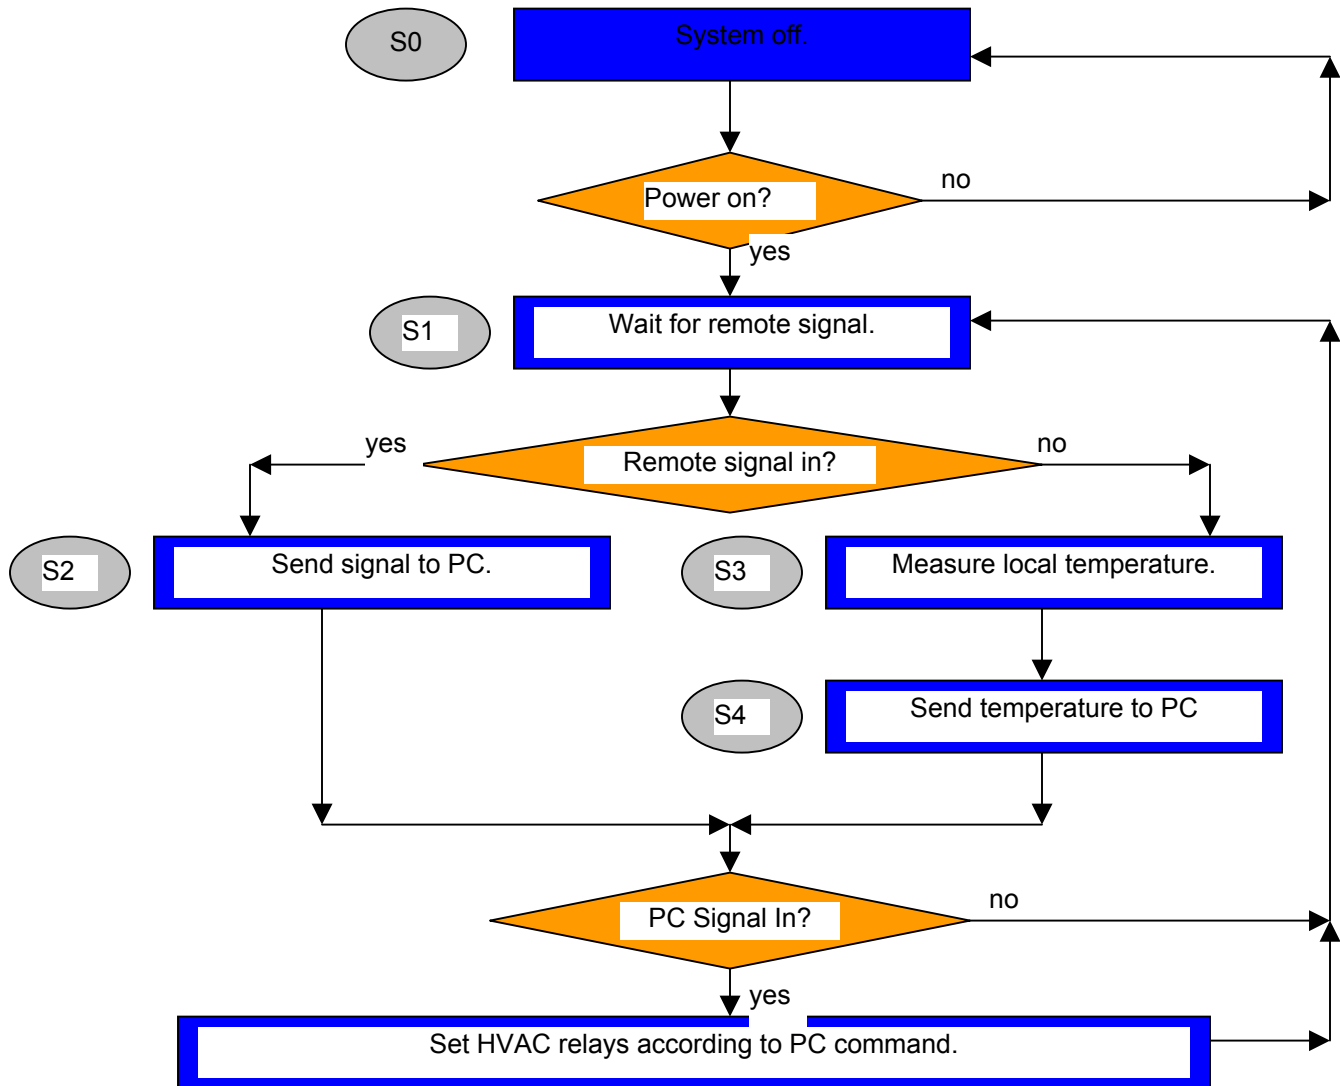 S0
System off.
Power on?
no
yes
S1
Wait for remote signal.
yes
Remote signal in?
no
S2
Send signal to PC.
S3
Measure local temperature.
S4
Send temperature to PC
PC Signal In?
no
yes
Set HVAC relays according to PC command.